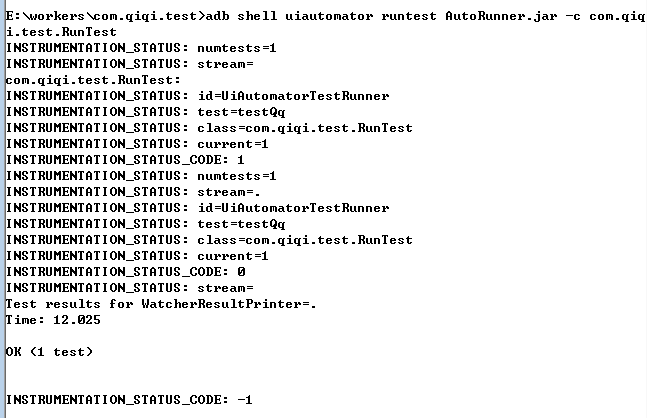 E:\workers\com.qiqi.test>adb shell uiautomator runtest AutoRunner.jar -c com.qiq
i.test.RunTest
INSTRUMENTATION_STATUS: numtests=1
INSTRUMENTATION_STATUS: stream=
com.qiqi.test.RunTest:
INSTRUMENTATION_STATUS: id=UiAutomatorTestRunner
INSTRUMENTATION_STATUS: test=testQq
INSTRUMENTATION_STATUS: class=com.qiqi.test.RunTest
INSTRUMENTATION_STATUS: current=1
INSTRUMENTATION_STATUS_CODE: 1
INSTRUMENTATION_STATUS: numtests=1
INSTRUMENTATION_STATUS: stream=.
INSTRUMENTATION_STATUS: id=UiAutomatorTestRunner
INSTRUMENTATION_STATUS: test=testQq
INSTRUMENTATION_STATUS: class=com.qiqi.test.RunTest
INSTRUMENTATION_STATUS: current=1
INSTRUMENTATION_STATUS_CODE: 0
INSTRUMENTATION_STATUS: stream=
Test results for WatcherResultPrinter=.
Time: 12.025
OK (1 test)
INSTRUMENTATION_STATUS_CODE: -1